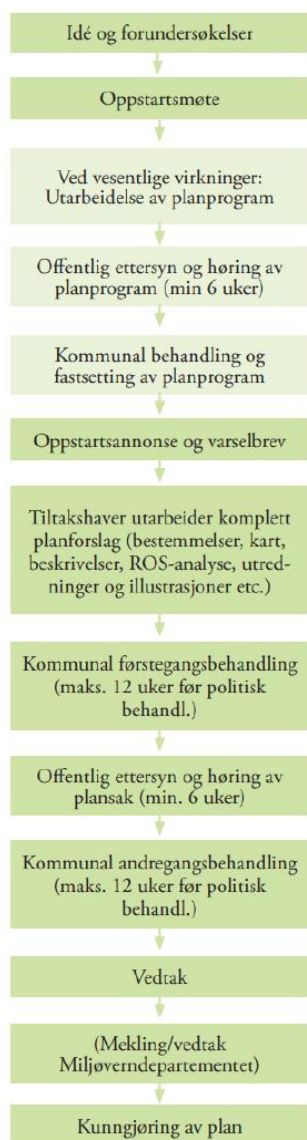 Idé og forundersøkelser
Oppstartsmøte
Ved vesentlige virkninger:
Utarbeidelse av planprogram
Offentlig ettersyn og høring av
planprogram (min 6 uker)
Kommunal behandling og
fastsetting av planprogram
Oppstartsannonse og varselbrev
Tiltakshaver utarbeider komplett
planforslag (bestemmelser, kart,
beskrivelser, ROS-analyse, utred-
ninger og illustrasjoner etc.)
Kommunal førstegangsbehandling
(maks. 12 uker før politisk
behandl.)
Offentlig ettersyn og høring av
plansak (min. 6 uker)
Kommunal andregangsbehandling
(maks. 12 uker før politisk
behandl.)
Vedtak
(Mekling/vedtak
Miljøverndepartementet)
Kunngjøring av plan